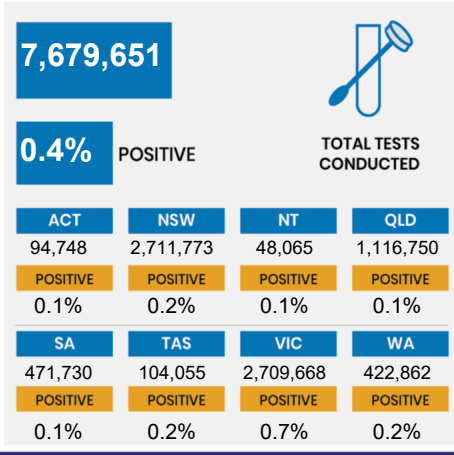 7,679,651
0.4% POSITIVE
TOTAL TESTS
CONDUCTED
ACT NSW NT QLD
94,748 2,711,773 48,065 1,116,750
POSITIVE POSITIVE POSITIVE POSITIVE
0.1% 0.2% 0.1% 0.1%
SA TAS VIC WA
471,730 104,055 2,709,668 422,862
POSITIVE POSITIVE POSITIVE POSITIVE
0.1% 0.2% 0.7% 0.2%